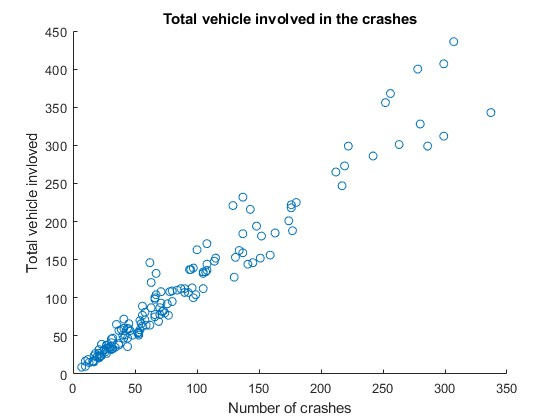 Total vehicle involved in the crashes
450
400
350
300
250
200
150
100
50
0
Total vehicle invloved
0 50 100 150 200 250 300 350
Number of crashes